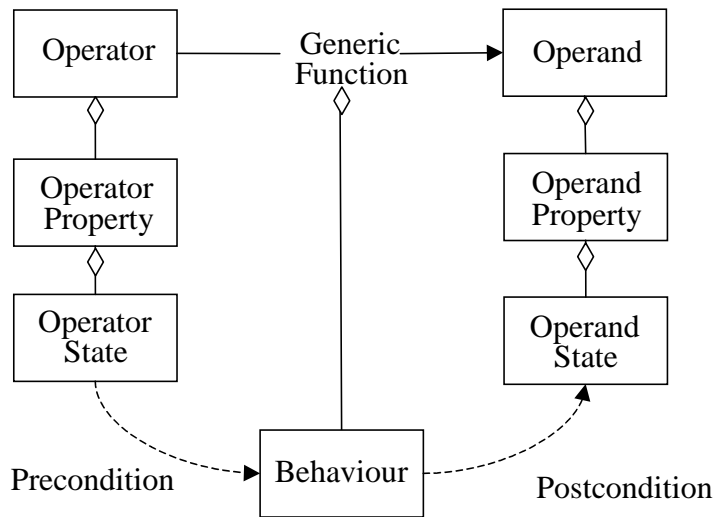 Operator
Generic
Function
Operand
Operator
Property
Operand
Property
Operator
State
Operand
State
Precondition
Behaviour
Postcondition